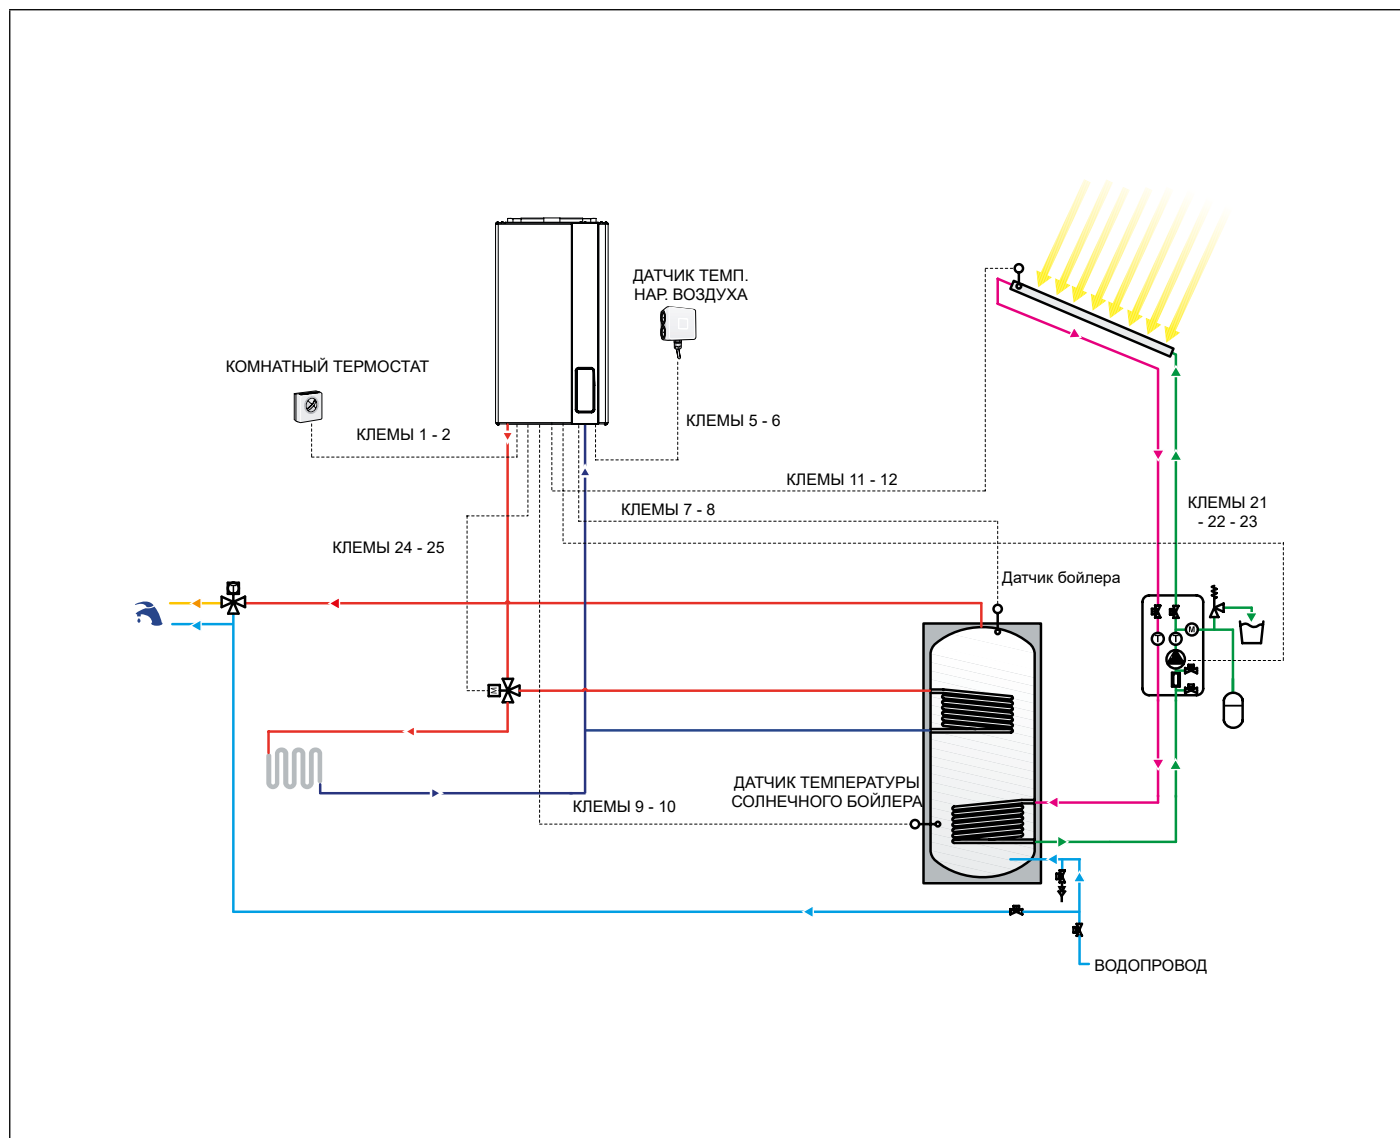 ДАТЧИК ТЕМП.
НАР. ВОЗДУХА
КОМНАТНЫЙ ТЕРМОСТАТ
КЛЕМЫ 5 - 6
КЛЕМЫ 1 - 2
КЛЕМЫ 11 - 12
КЛЕМЫ 7 - 8
КЛЕМЫ 21
- 22 - 23
КЛЕМЫ 24 - 25
Датчик бойлера
T
M
T
T
M
ДАТЧИК ТЕМПЕРАТУРЫ
СОЛНЕЧНОГО БОЙЛЕРА
КЛЕМЫ 9 - 10
ВОДОПРОВОД